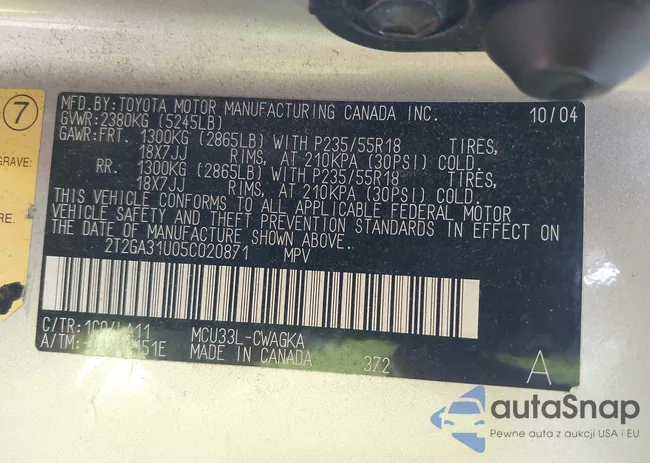 7
GRAVE:
RE.
MFD.BY:TOYOTA MOTOR MANUFACTURING CANADA INC. 10/04
GVWR:2380KG (5245LB)
GAWR:FRT. 1300KG (2865LB) WITH P235/55R18 TIRES,
18X7JJ RIMS, AT 210KPA (30PSI) COLD.
RR. 1300KG (2865LB) WITH P235/55R18 TIRES,
18X7JJ RIMS, AT 210KPA (30PSI) COLD.
THIS VEHICLE CONFORMS TO ALL APPLICABLE FEDERAL MOTOR
VEHICLE SAFETY AND THEFT PREVENTION STANDARDS IN EFFECT ON
THE DATE OF MANUFACTURE SHOWN ABOVE.
2T2GA31U05C020871 MPV
C/TR: MCU33L-CWAGKA
A/TM: MADE IN CANADA 372 A
autaSnap
Pewne auta z aukcji USA i EU